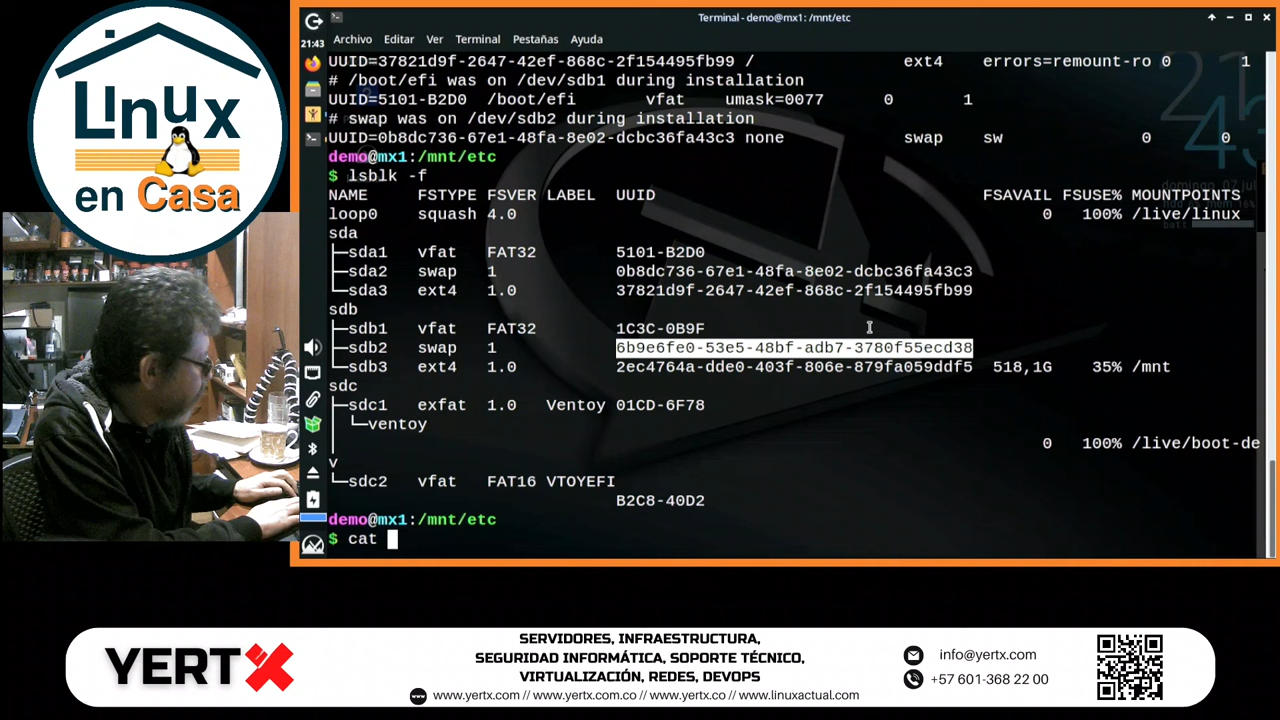 Linux
en Casa
Terminal - demo@mx1: /mnt/etc
21:43
Archivo Editar Ver Terminal Pestañas Ayuda
UUID=37821d9f-2647-42ef-868c-2f154495fb99 / ext4 errors=remount-ro 0 1
# /boot/efi was on /dev/sdb1 during installation
UUID=5101-B2D0 /boot/efi vfat umask=0077 0 1
# swap was on /dev/sdb2 during installation
UUID=0b8dc736-67e1-48fa-8e02-dcbc36fa43c3 none swap sw 0 0
demo@mx1:/mnt/etc
$ lsblk -f
NAME FSTYPE FSVER LABEL UUID FSAVAIL FSUSE% MOUNTPOINTS
loop0 squash 4.0 0 100% /live/linux
sda
├─sda1 vfat FAT32 5101-B2D0
├─sda2 swap 1 0b8dc736-67e1-48fa-8e02-dcbc36fa43c3
└─sda3 ext4 1.0 37821d9f-2647-42ef-868c-2f154495fb99
sdb
├─sdb1 vfat FAT32 1C3C-0B9F
├─sdb2 swap 1 6b9e6fe0-53e5-48bf-adb7-3780f55ecd38
└─sdb3 ext4 1.0 2ec4764a-dde0-403f-806e-879fa059ddf5 518,1G 35% /mnt
sdc
├─sdc1 exfat 1.0 Ventoy 01CD-6F78
│ └─ventoy
│ 0 100% /live/boot-de
v
└─sdc2 vfat FAT16 VTOYEFI
B2C8-40D2
demo@mx1:/mnt/etc
$ cat
domingo, 07 jul
YERTX
SERVIDORES, INFRAESTRUCTURA,
SEGURIDAD INFORMÁTICA, SOPORTE TÉCNICO,
VIRTUALIZACIÓN, REDES, DEVOPS
www.yertx.com // www.yertx.com.co // www.yertx.co // www.linuxactual.com
info@yertx.com
+57 601-368 22 00